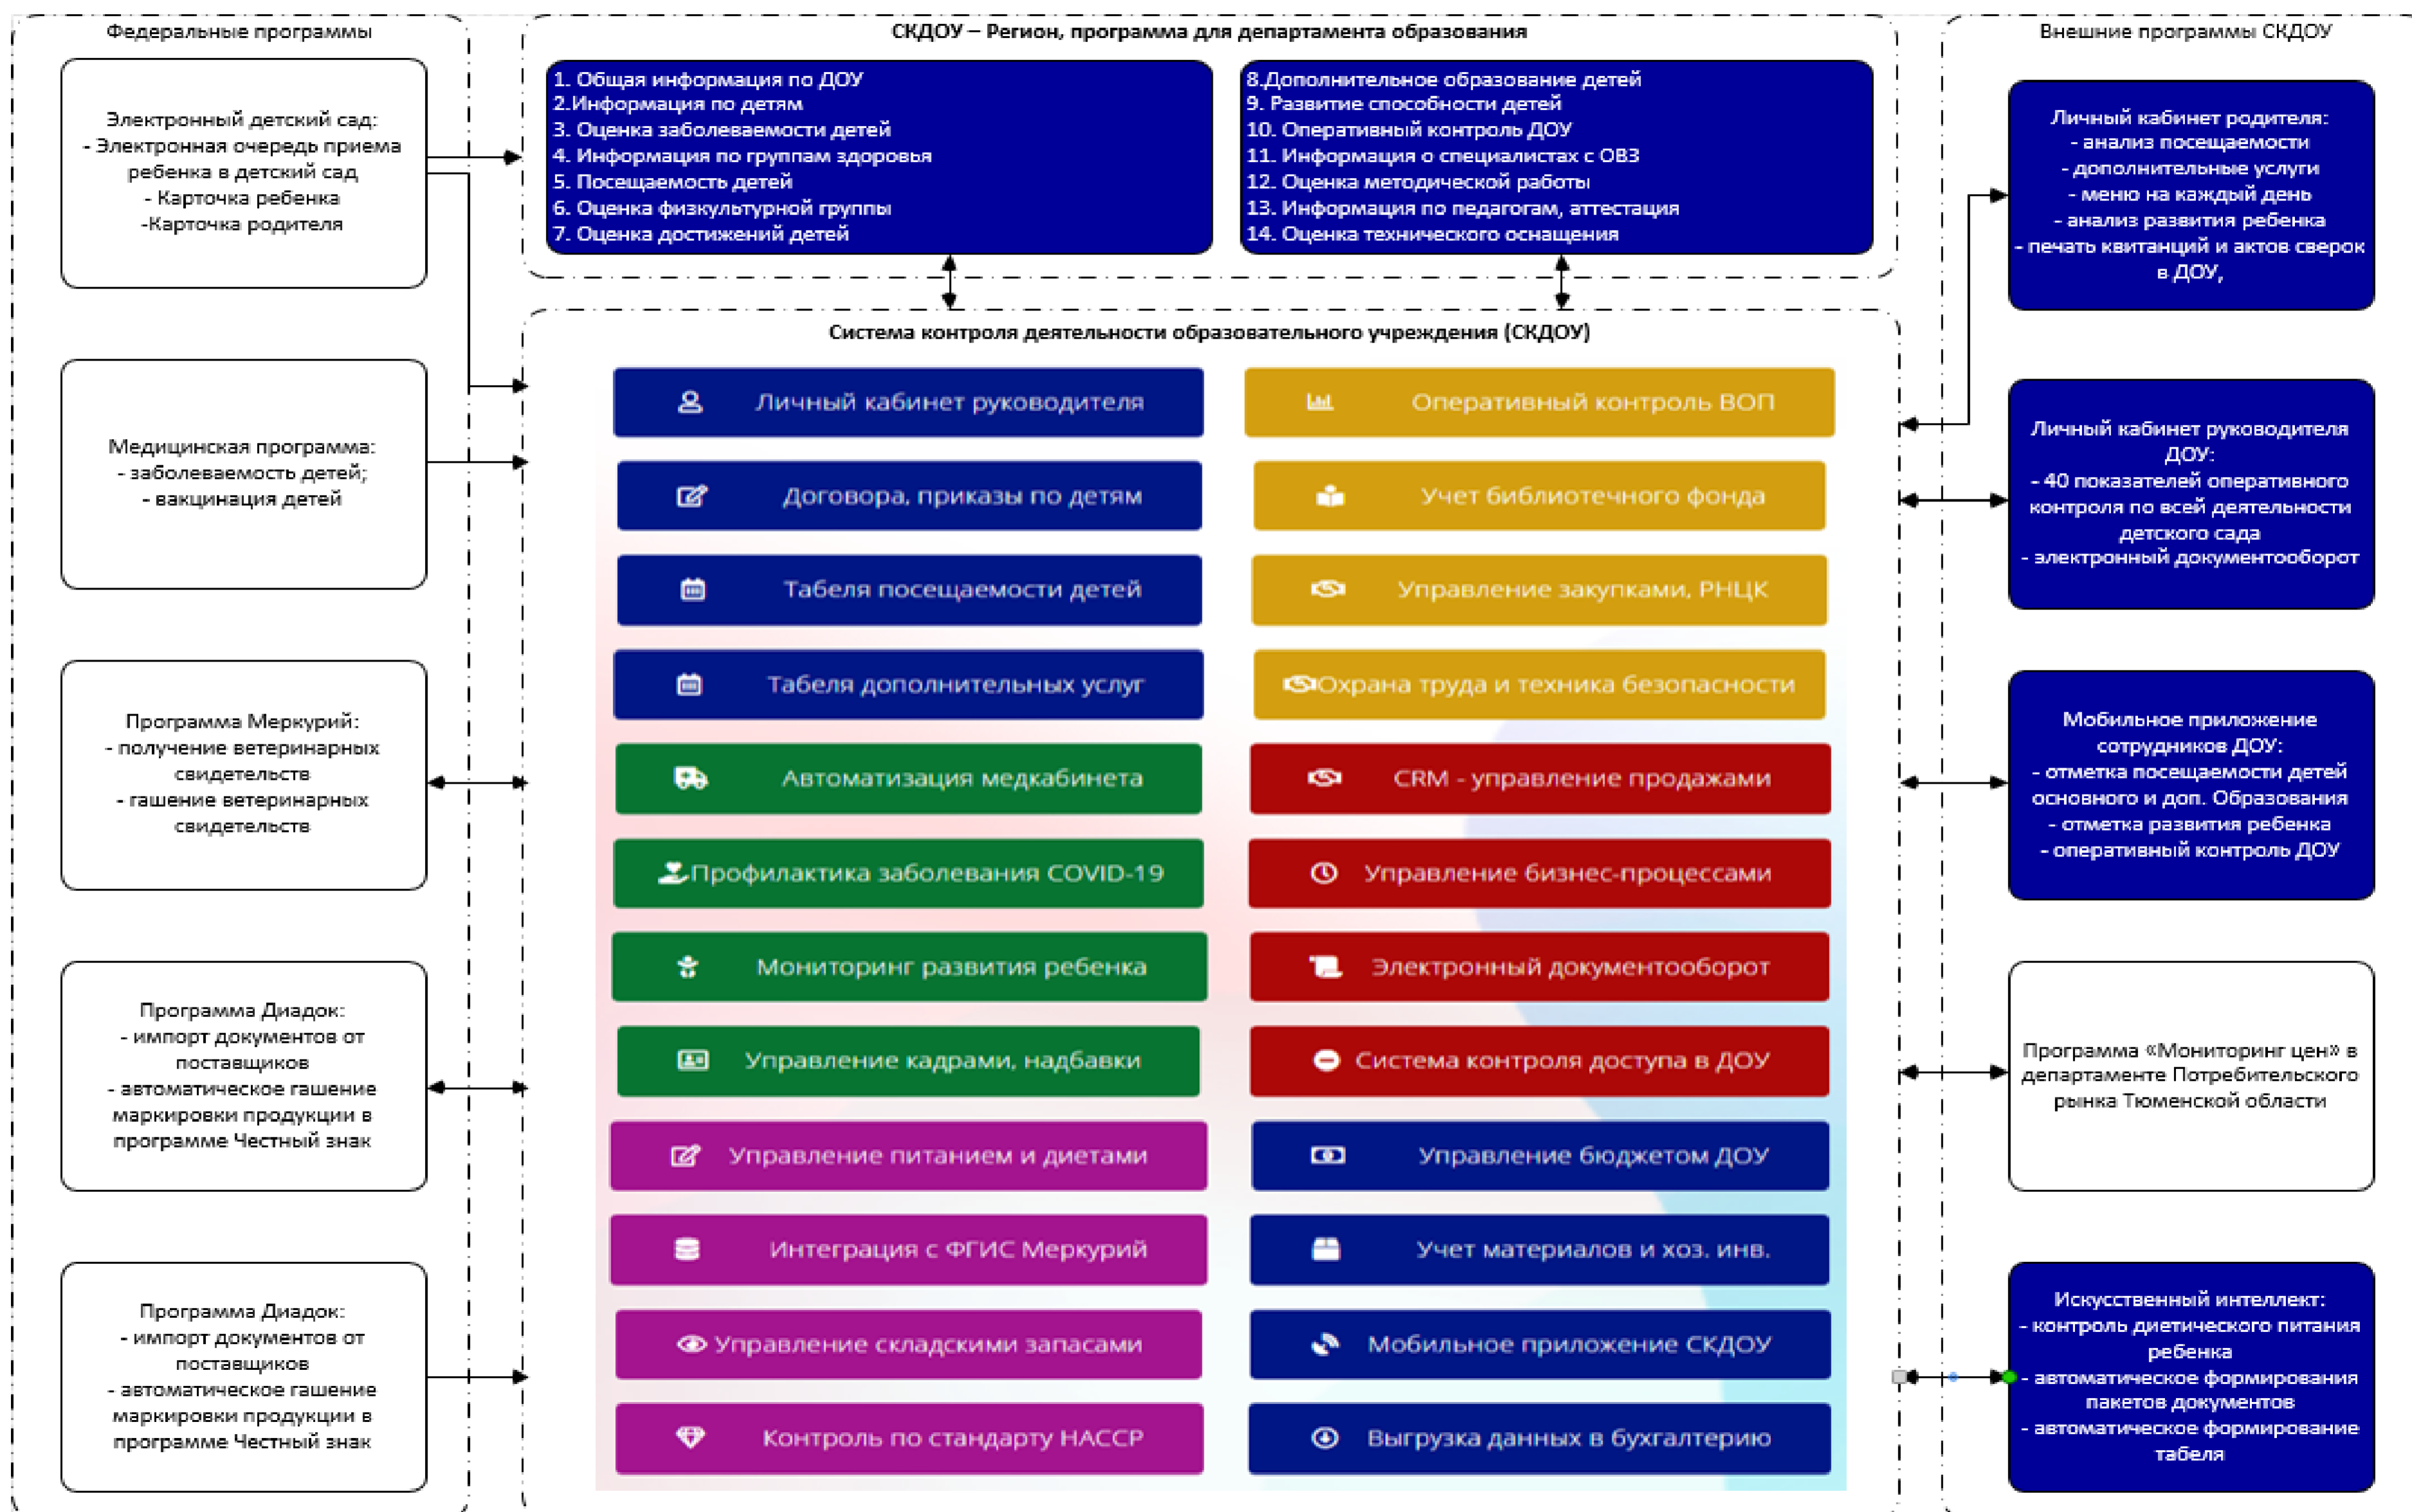 Федеральные программы
Электронный детский сад:
- Электронная очередь приема
ребенка в детский сад
- Карточка ребенка
-Карточка родителя
Медицинская программа:
- заболеваемость детей;
- вакцинация детей
Программа Меркурий:
- получение ветеринарных
свидетельств
- гашение ветеринарных
свидетельств
Программа Диадок:
- импорт документов от
поставщиков
- автоматическое гашение
маркировки продукции в
программе Честный знак
Программа Диадок:
- импорт документов от
поставщиков
- автоматическое гашение
маркировки продукции в
программе Честный знак
СКДОУ – Регион, программа для департамента образования
1. Общая информация по ДОУ
2.Информация по детям
3. Оценка заболеваемости детей
4. Информация по группам здоровья
5. Посещаемость детей
6. Оценка физкультурной группы
7. Оценка достижений детей
8.Дополнительное образование детей
9. Развитие способности детей
10. Оперативный контроль ДОУ
11. Информация о специалистах с ОВЗ
12. Оценка методической работы
13. Информация по педагогам, аттестация
14. Оценка технического оснащения
Система контроля деятельности образовательного учреждения (СКДОУ)
Личный кабинет руководителя
Договора, приказы по детям
Табеля посещаемости детей
Табеля дополнительных услуг
Автоматизация медкабинета
Профилактика заболевания COVID-19
Мониторинг развития ребенка
Управление кадрами, надбавки
Управление питанием и диетами
Интеграция с ФГИС Меркурий
Управление складскими запасами
Контроль по стандарту HACCP
Оперативный контроль ВОП
Учет библиотечного фонда
Управление закупками, РНЦК
Охрана труда и техника безопасности
CRM - управление продажами
Управление бизнес-процессами
Электронный документооборот
Система контроля доступа в ДОУ
Управление бюджетом ДОУ
Учет материалов и хоз. инв.
Мобильное приложение СКДОУ
Выгрузка данных в бухгалтерию
Внешние программы СКДОУ
Личный кабинет родителя:
- анализ посещаемости
- дополнительные услуги
- меню на каждый день
- анализ развития ребенка
- печать квитанций и актов сверок
в ДОУ,
Личный кабинет руководителя
ДОУ:
- 40 показателей оперативного
контроля по всей деятельности
детского сада
- электронный документооборот
Мобильное приложение
сотрудников ДОУ:
- отметка посещаемости детей
основного и доп. Образования
- отметка развития ребенка
- оперативный контроль ДОУ
Программа «Мониторинг цен» в
департаменте Потребительского
рынка Тюменской области
Искусственный интеллект:
- контроль диетического питания
ребенка
- автоматическое формирования
пакетов документов
- автоматическое формирование
табеля